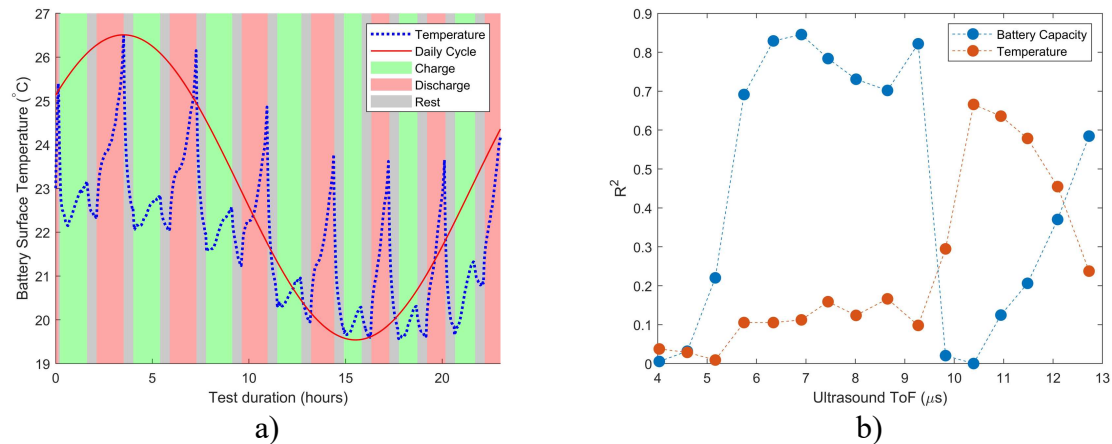 Battery Surface Temperature (°C)
27
26
25
24
23
22
21
20
19
0
5
10
15
20
Test duration (hours)
Temperature
Daily Cycle
Charge
Discharge
Rest
a)
R²
0.9
0.8
0.7
0.6
0.5
0.4
0.3
0.2
0.1
0
4
5
6
7
8
9
10
11
12
13
Ultrasound ToF (μs)
Battery Capacity
Temperature
b)